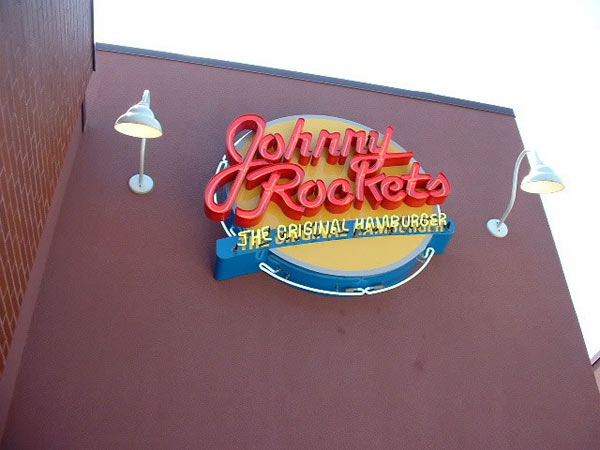 Johnny
Rockets
THE ORIGINAL HAMBURGER